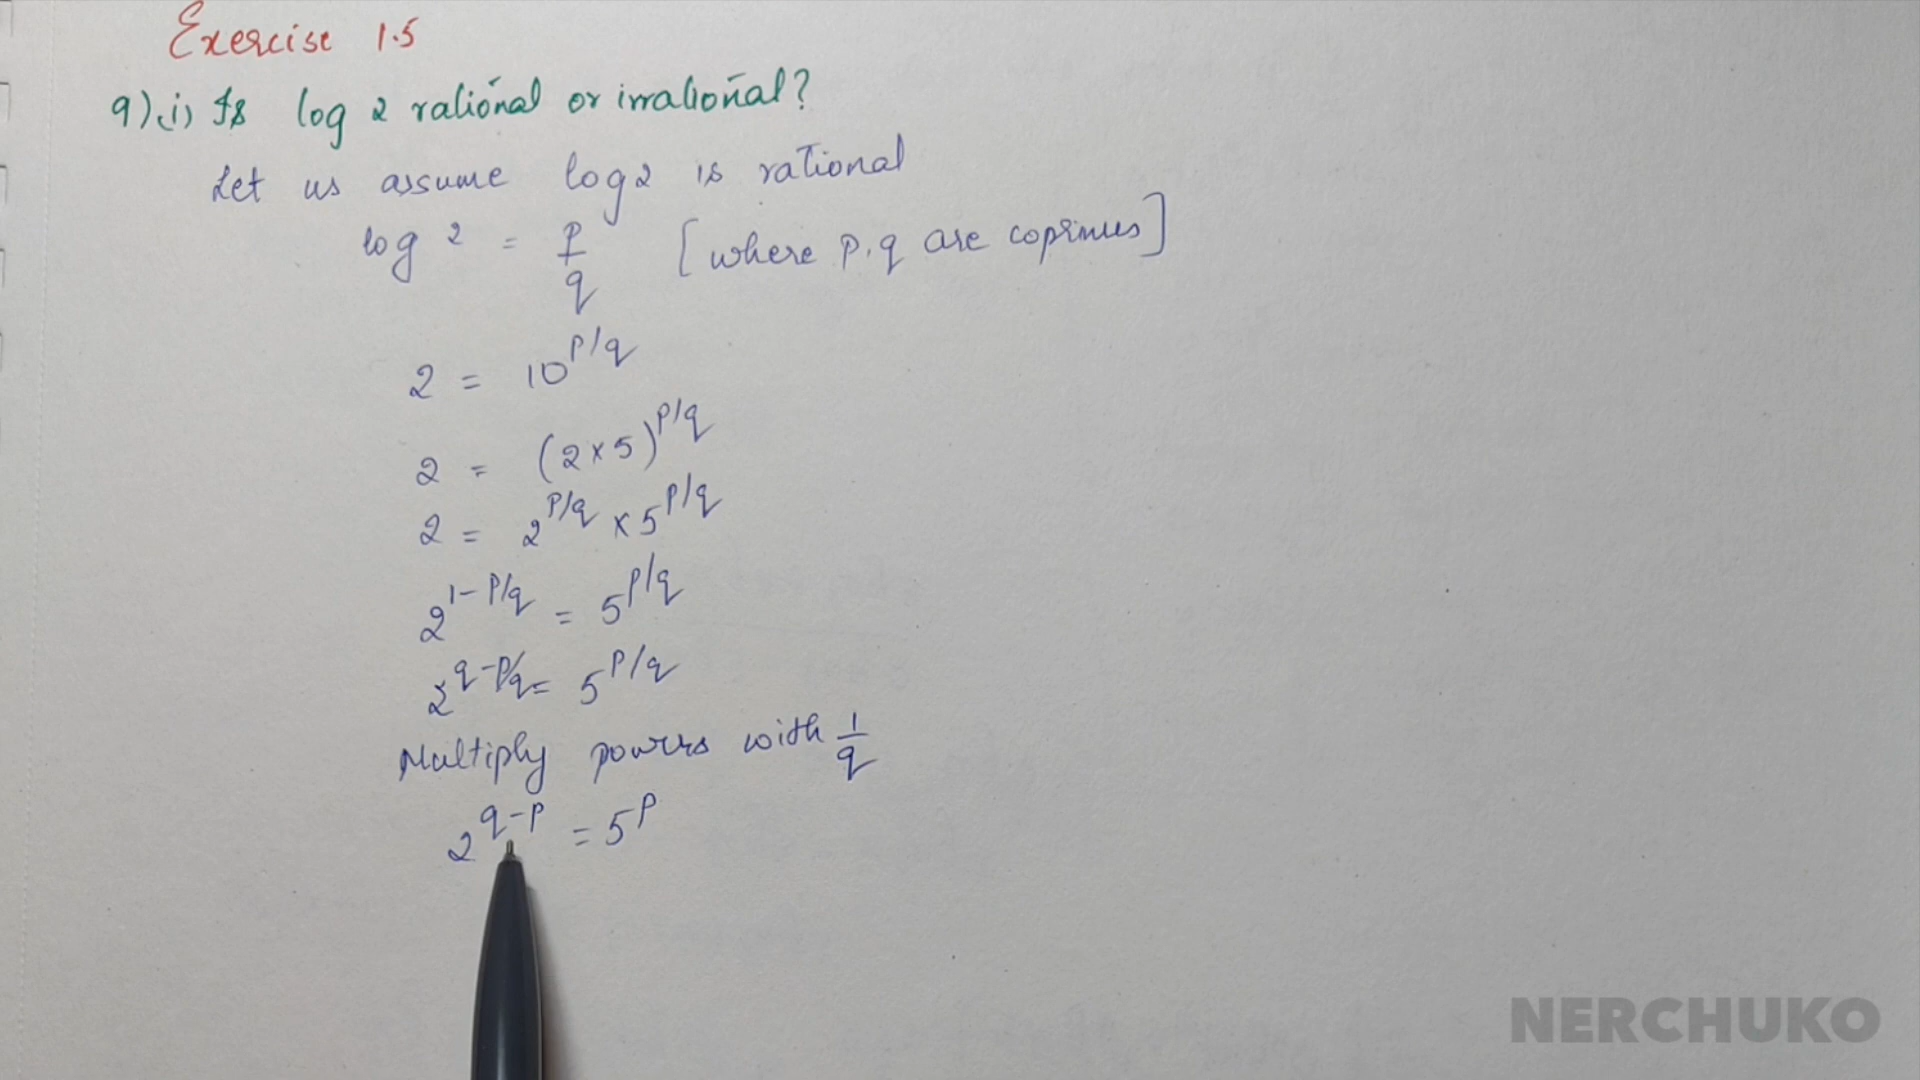 Exercise 1.5
9).i) Is log 2 rational or irrational?
Let us assume log2 is rational
log 2 = p/q [where p,q are coprimes]
2 = 10^p/q
2 = (2×5)^p/q
2 = 2^p/q × 5^p/q
2^1-p/q = 5^p/q
2^q-p/q = 5^p/q
Multiply powers with 1/q
2^q-p = 5^p
NERCHUKO